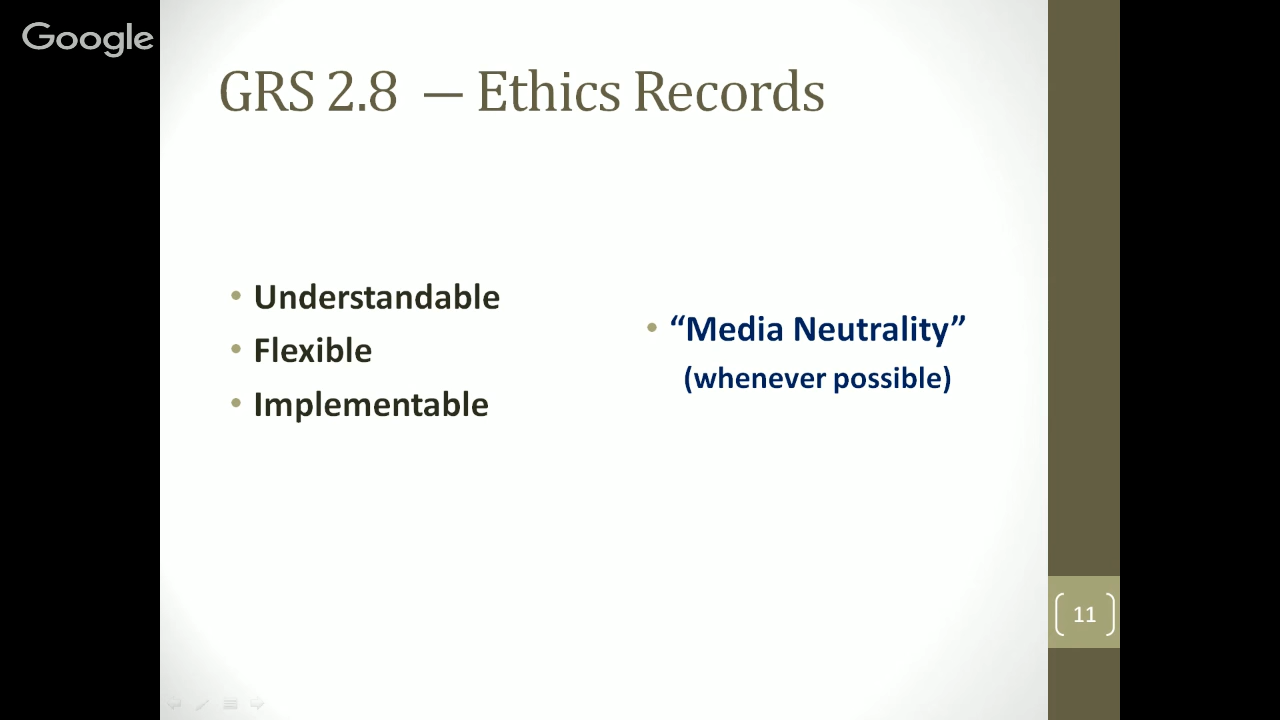 Google
GRS 2.8 — Ethics Records
• Understandable
• Flexible
• Implementable
• “Media Neutrality”
(whenever possible)
11